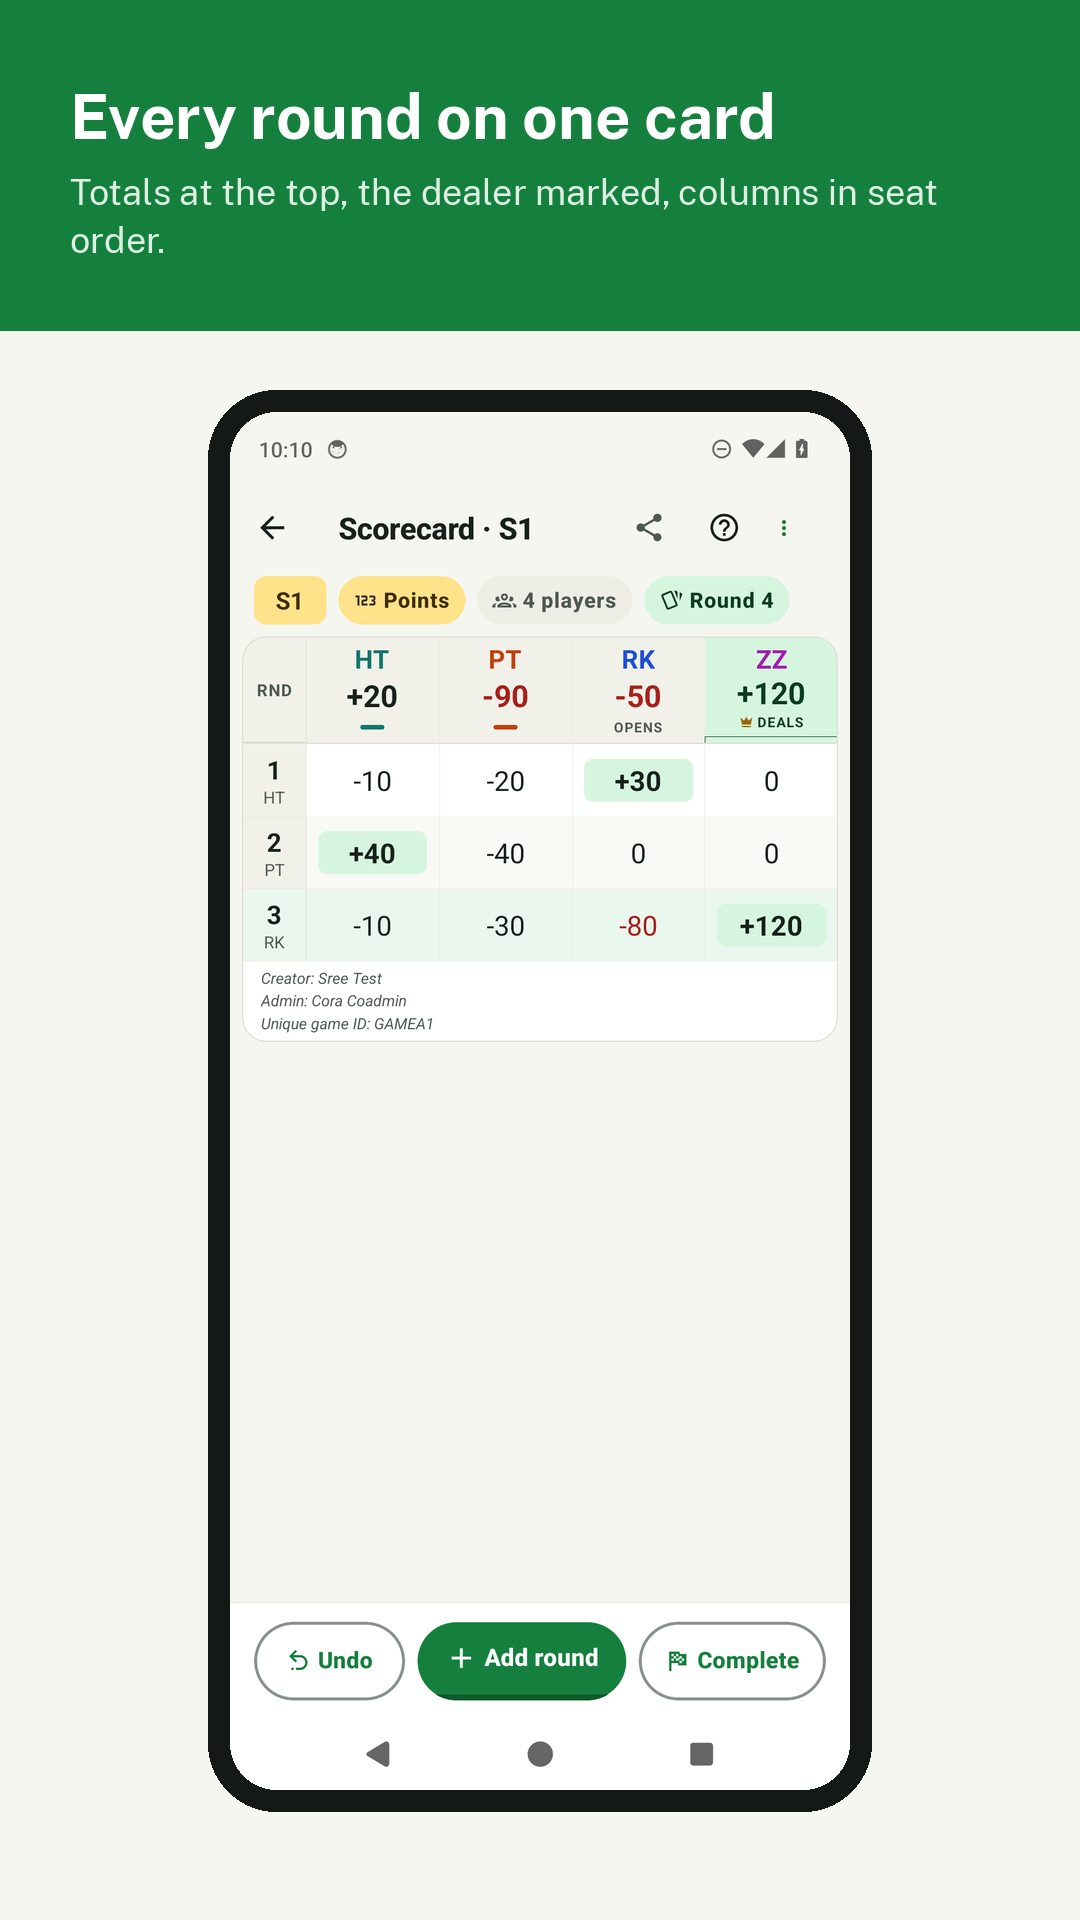 Every round on one card
Totals at the top, the dealer marked, columns in seat
order.
10:10
Scorecard · S1
S1
123 Points
4 players
Round 4
RND HT PT RK ZZ
+20 -90 -50 +120
OPENS DEALS
1 -10 -20 +30 0
HT
2 +40 -40 0 0
PT
3 -10 -30 -80 +120
RK
Creator: Sree Test
Admin: Cora Coadmin
Unique game ID: GAMEA1
Undo
+ Add round
Complete